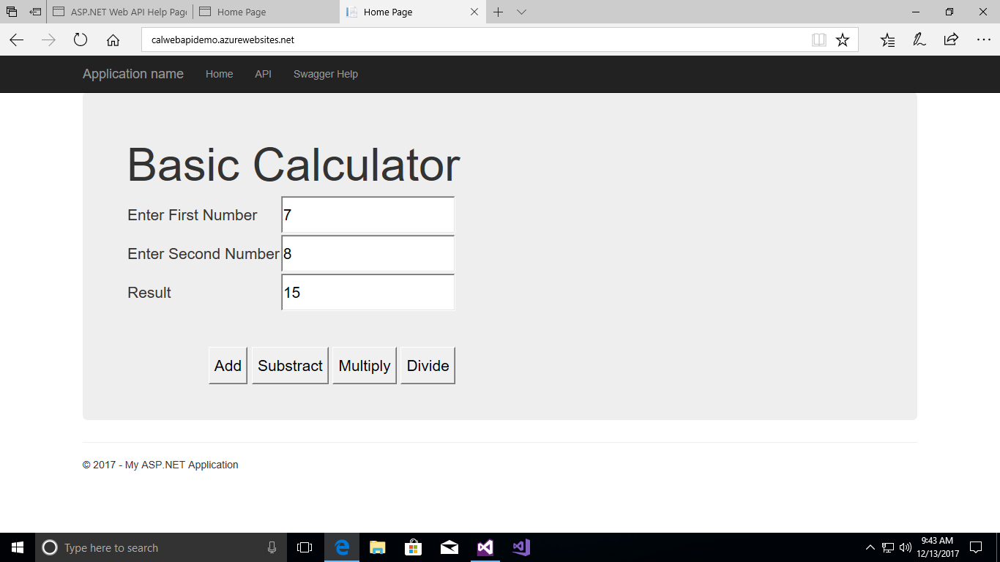 ASP.NET Web API Help Pag
Home Page
Home Page
calwebapidemo.azurewebsites.net
Application name Home API Swagger Help
Basic Calculator
Enter First Number 7
Enter Second Number 8
Result 15
Add Substract Multiply Divide
© 2017 - My ASP.NET Application
Type here to search
9:43 AM
12/13/2017